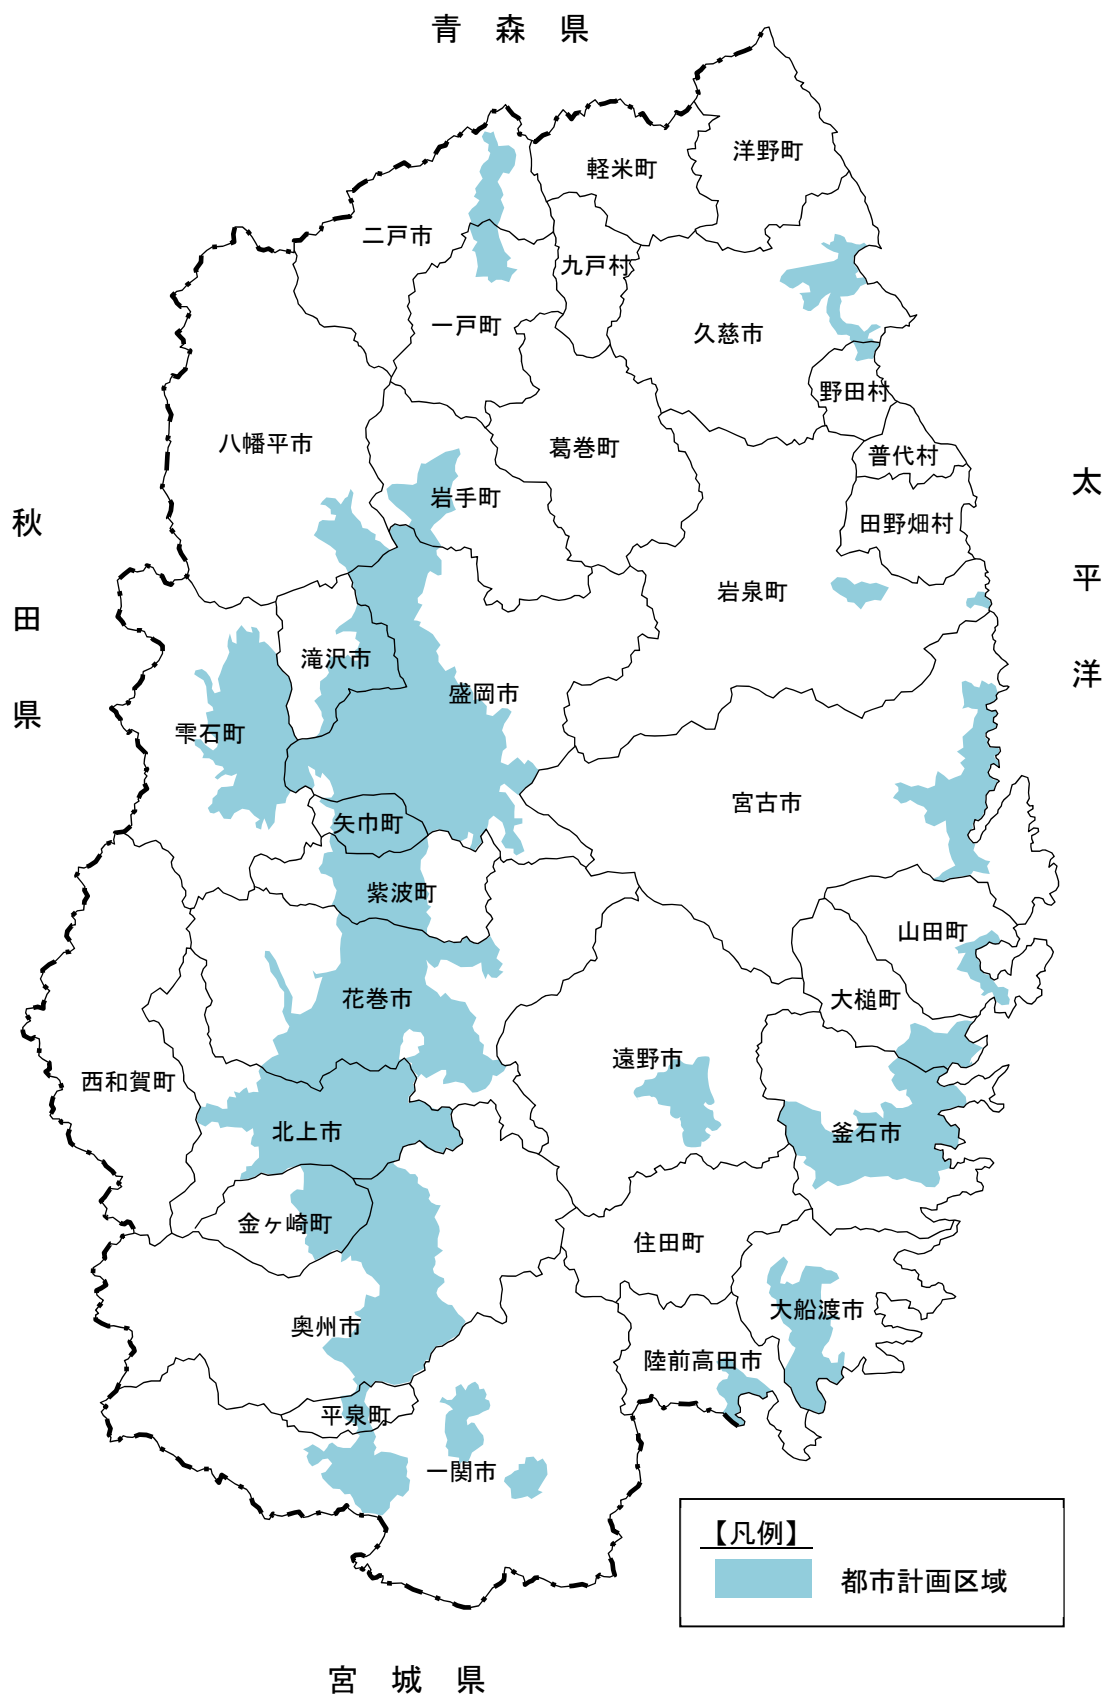 青森県
洋野町
軽米町
二戸市
九戸村
一戸町
久慈市
野田村
八幡平市
葛巻町
普代村
岩手町
田野畑村
秋田県
太平洋
岩泉町
滝沢市
盛岡市
雫石町
宮古市
矢巾町
紫波町
山田町
花巻市
大槌町
遠野市
西和賀町
北上市
釜石市
金ヶ崎町
住田町
大船渡市
奥州市
陸前高田市
平泉町
一関市
【凡例】
都市計画区域
宮城県